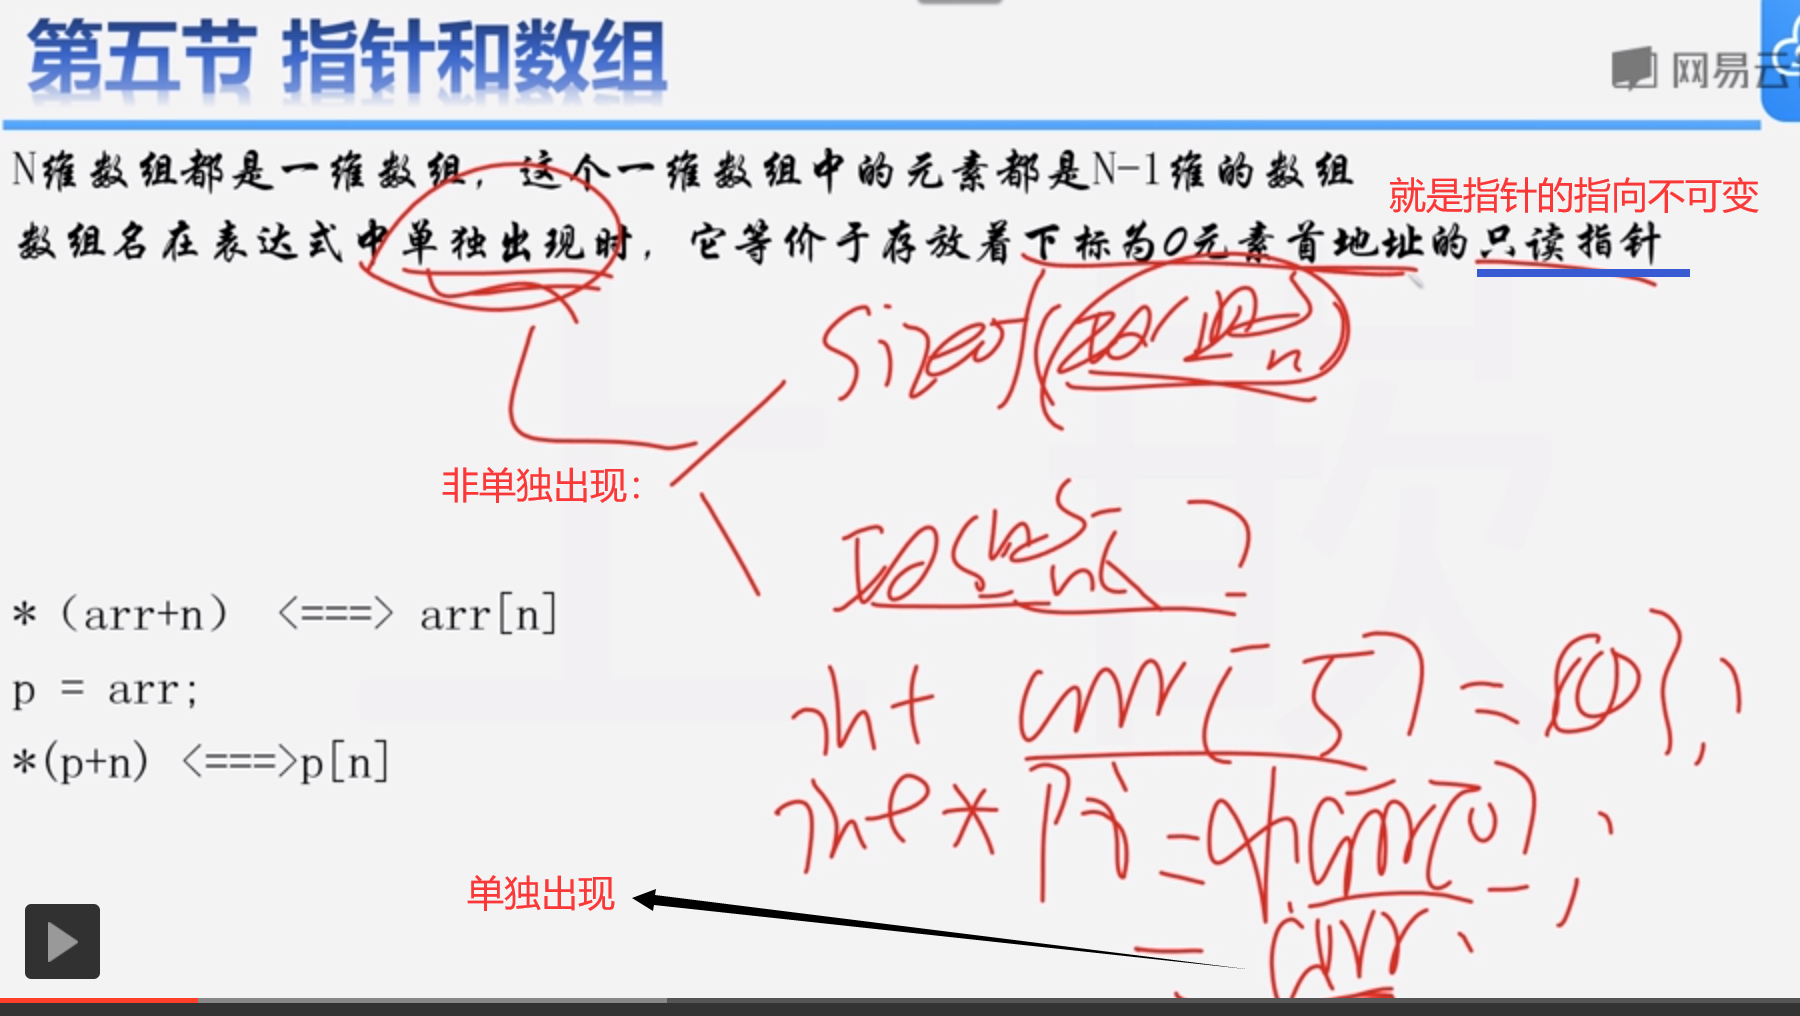 第五节 指针和数组
网易云
N维数组都是一维数组，这个一维数组中的元素都是N-1维的数组
就是指针的指向不可变
数组名在表达式中单独出现时，它等价于存放着下标为0元素首地址的只读指针
sizeof(
非单独出现：
*（arr+n） <===> arr[n]
int arr[5] = {0};
p = arr;
*(p+n) <===>p[n]
int* pi = &arr[0];
单独出现
= arr;